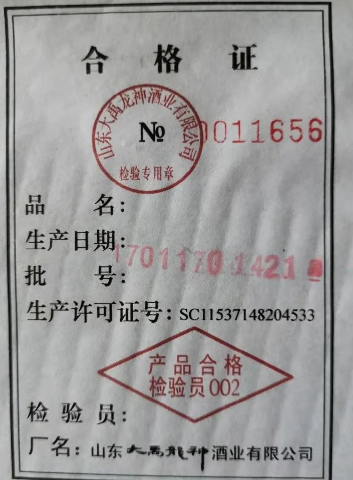 合格证
山东大禹龙神酒业有限公司
检验专用章
№ 0011656
品 名：
生产日期：
1701170 1421
批 号：
生产许可证号：SC11537148204533
产品合格
检验员002
检验员：
厂名：山东大禹龍神酒业有限公司